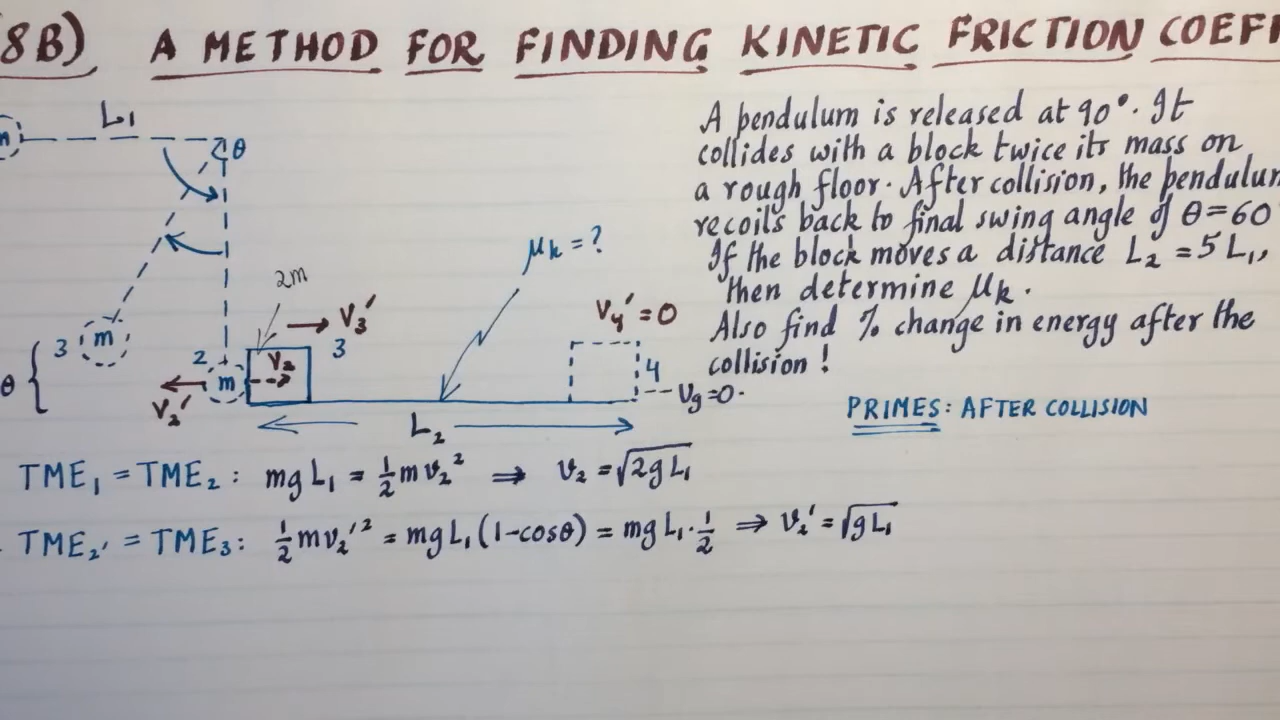 8B) A METHOD FOR FINDING KINETIC FRICTION COEFF
A pendulum is released at 90°. It
collides with a block twice its mass on
a rough floor. After collision, the pendulum
recoils back to final swing angle of θ=60
If the block moves a distance L₂ = 5L₁,
then determine μk.
Also find % change in energy after the
collision!
PRIMES: AFTER COLLISION
L₁
m
θ
μk = ?
2m
V₃'
V₄' = 0
3
m
θ
2
m
V₂
3
4
V₂'
Vg=0.
L₂
TME₁ = TME₂ : mgL₁ = ½mv₂² ⇒ v₂ = √2gL₁
TME₂' = TME₃ : ½mv₂'² = mgL₁(1-cosθ) = mgL₁·½ ⇒ v₂' = √gL₁